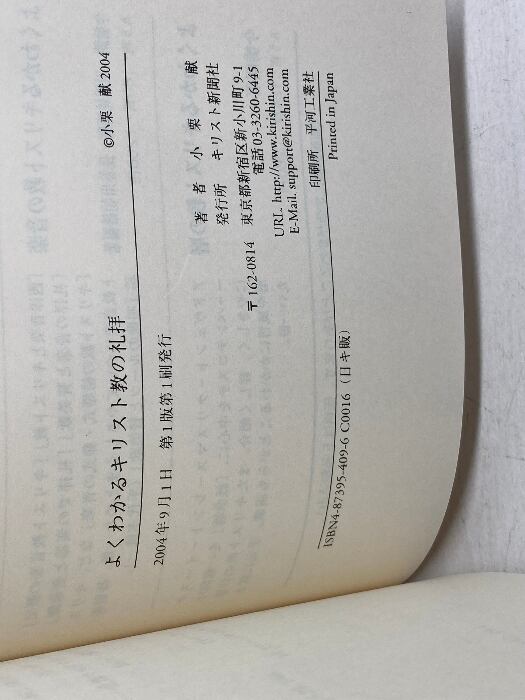 よくわかるキリスト教の礼拝
©小栗 献 2004
2004年9月1日 第1版第1刷発行
著者 小栗 献
発行所 キリスト新聞社
〒162-0814 東京都新宿区新小川町9-1
電話 03-3260-6445
URL- http://www.kirishin.com
E-Mail. support@kirishin.com
印刷所 平河工業社
Printed in Japan
ISBN4-87395-409-6 C0016(日キ販)